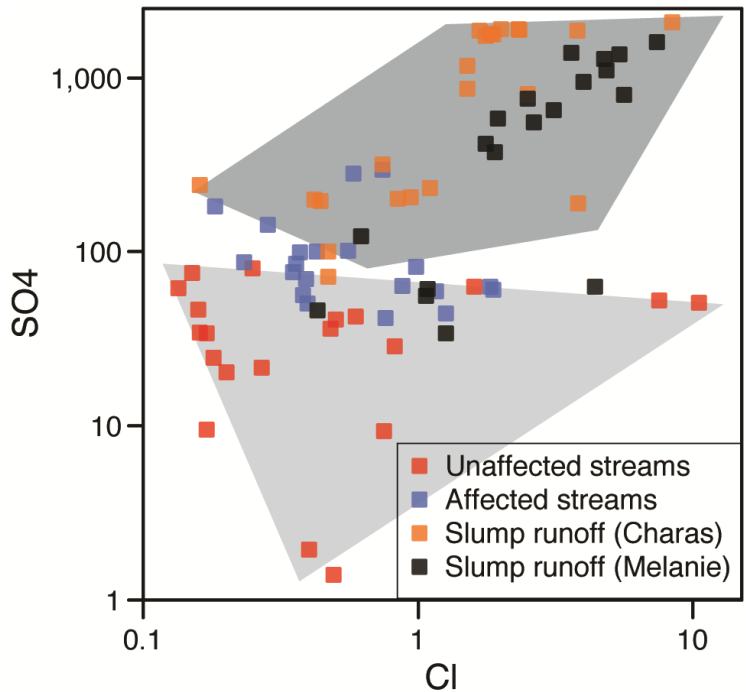 1,000
100
10
1
SO4
0.1
1
10
Cl
Unaffected streams
Affected streams
Slump runoff (Charas)
Slump runoff (Melanie)